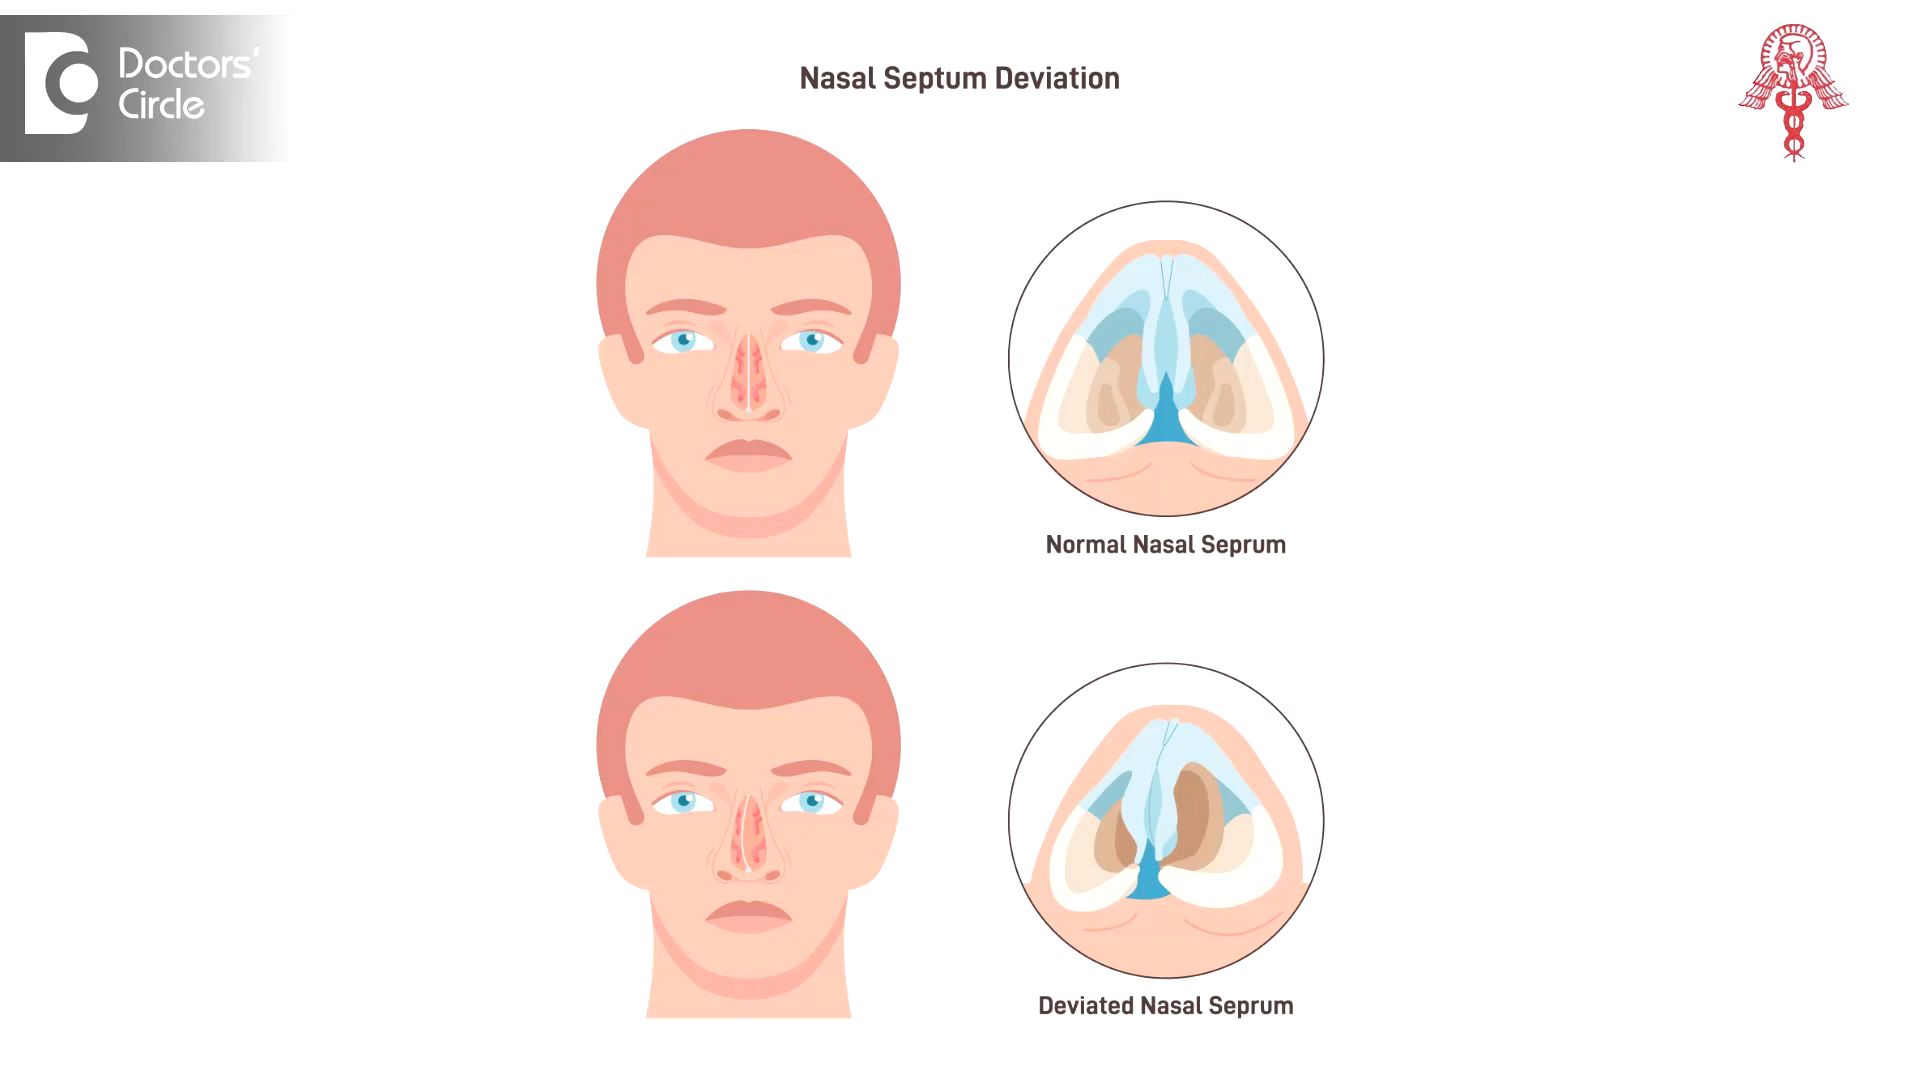 Doctors'
Circle
Nasal Septum Deviation
Normal Nasal Seprum
Deviated Nasal Seprum